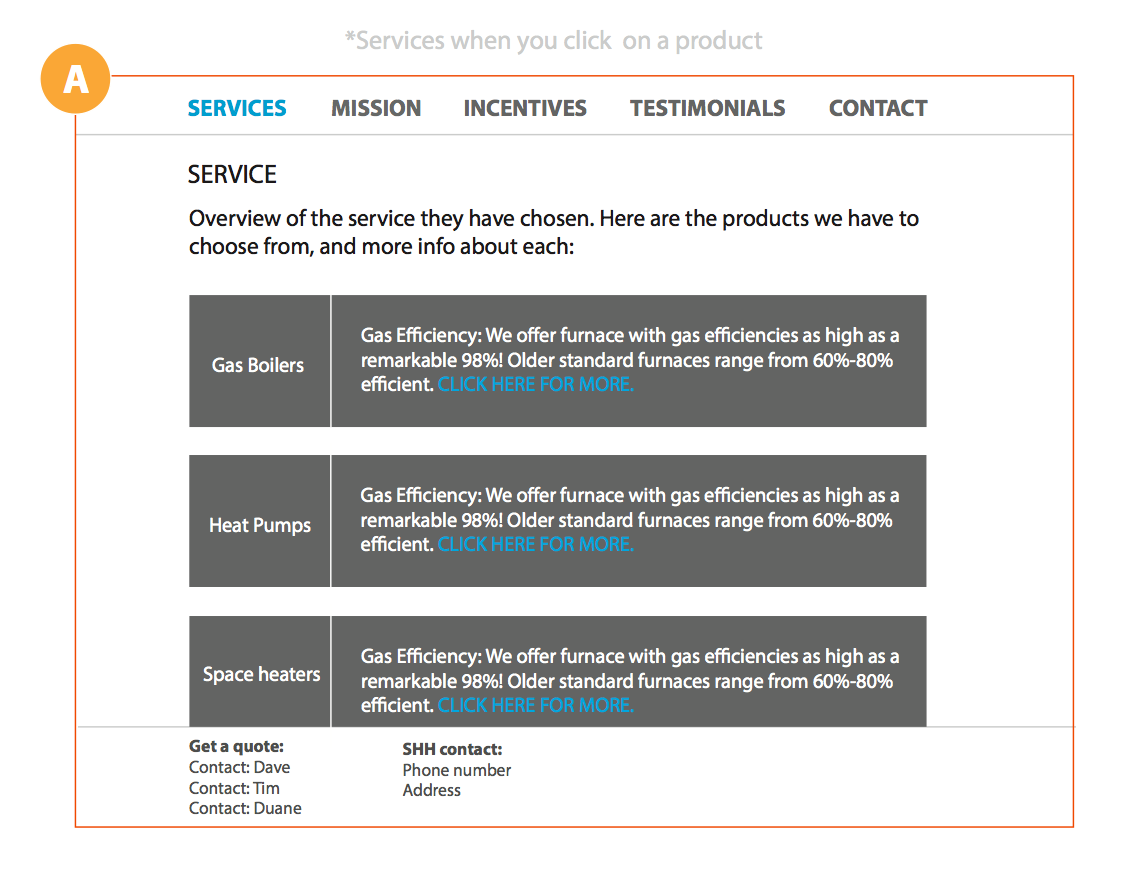 *Services when you click  on a product
A
SERVICES MISSION INCENTIVES TESTIMONIALS CONTACT
SERVICE
Overview of the service they have chosen. Here are the products we have to
choose from, and more info about each:
Gas Boilers
Gas Efficiency: We offer furnace with gas efficiencies as high as a
remarkable 98%! Older standard furnaces range from 60%-80%
efficient. CLICK HERE FOR MORE.
Heat Pumps
Gas Efficiency: We offer furnace with gas efficiencies as high as a
remarkable 98%! Older standard furnaces range from 60%-80%
efficient. CLICK HERE FOR MORE.
Space heaters
Gas Efficiency: We offer furnace with gas efficiencies as high as a
remarkable 98%! Older standard furnaces range from 60%-80%
efficient. CLICK HERE FOR MORE.
Get a quote:
Contact: Dave
Contact: Tim
Contact: Duane
SHH contact:
Phone number
Address